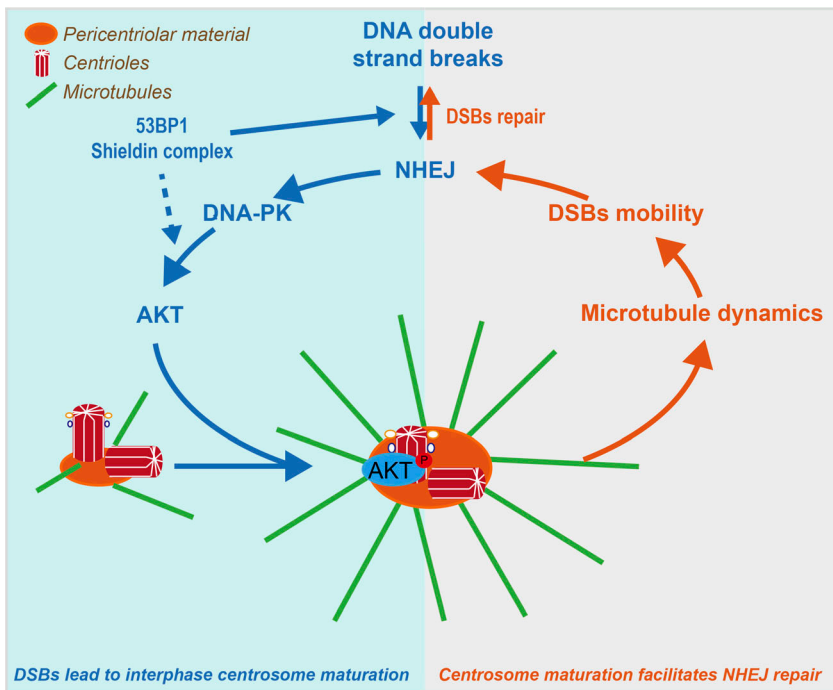 Pericentriolar material
Centrioles
Microtubules
DNA double
strand breaks
DSBs repair
53BP1
Shieldin complex
NHEJ
DNA-PK
DSBs mobility
AKT
Microtubule dynamics
AKT
P
DSBs lead to interphase centrosome maturation
Centrosome maturation facilitates NHEJ repair